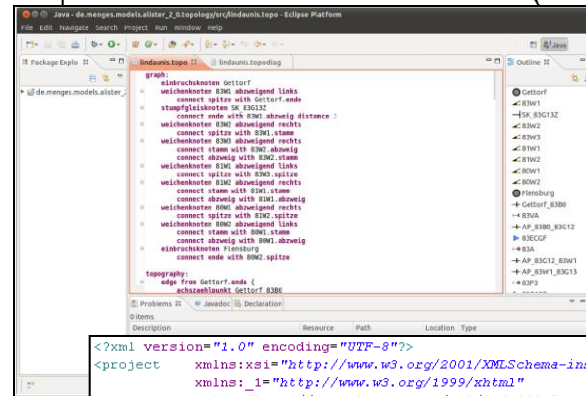 Java - de.menges.models.alister_2_0.topology/src/lindaunis.topo - Eclipse Platform
File Edit Navigate Search Project Run Window Help
Java
Package Explo
lindaunis.topo
lindaunis.topodiag
Outline
de.menges.models.alister_
graph:
einbruchsknoten Gettorf
weichenknoten 83W1 abzweigend links
connect spitze with Gettorf.ende
stumpfgleisknoten SK_83G13Z
connect ende with 83W1.abzweig distance 2
weichenknoten 83W2 abzweigend rechts
connect spitze with 83W1.stamm
weichenknoten 83W3 abzweigend rechts
connect stamm with 83W2.abzweig
connect abzweig with 83W2.stamm
weichenknoten 81W1 abzweigend links
connect spitze with 83W3.spitze
weichenknoten 81W2 abzweigend rechts
connect stamm with 81W1.stamm
connect abzweig with 81W1.abzweig
weichenknoten 80W1 abzweigend rechts
connect spitze with 81W2.spitze
weichenknoten 80W2 abzweigend links
connect stamm with 80W1.stamm
connect abzweig with 80W1.abzweig
einbruchsknoten Flensburg
connect ende with 80W2.spitze
topography:
edge from Gettorf.ende {
achszaehlpunkt Gettorf_83B0
Gettorf
83W1
SK_83G13Z
83W2
83W3
81W1
81W2
80W1
80W2
Flensburg
Gettorf_83B0
83VA
AP_83B0_83G12
83ECGF
83A
AP_83G12_83W1
AP_83W1_83G13
83P3
Problems
Javadoc
Declaration
0 items
Description Resource Path Location Type
<?xml version="1.0" encoding="UTF-8"?>
<project xmlns:xsi="http://www.w3.org/2001/XMLSchema-ins
xmlns:_1="http://www.w3.org/1999/xhtml"